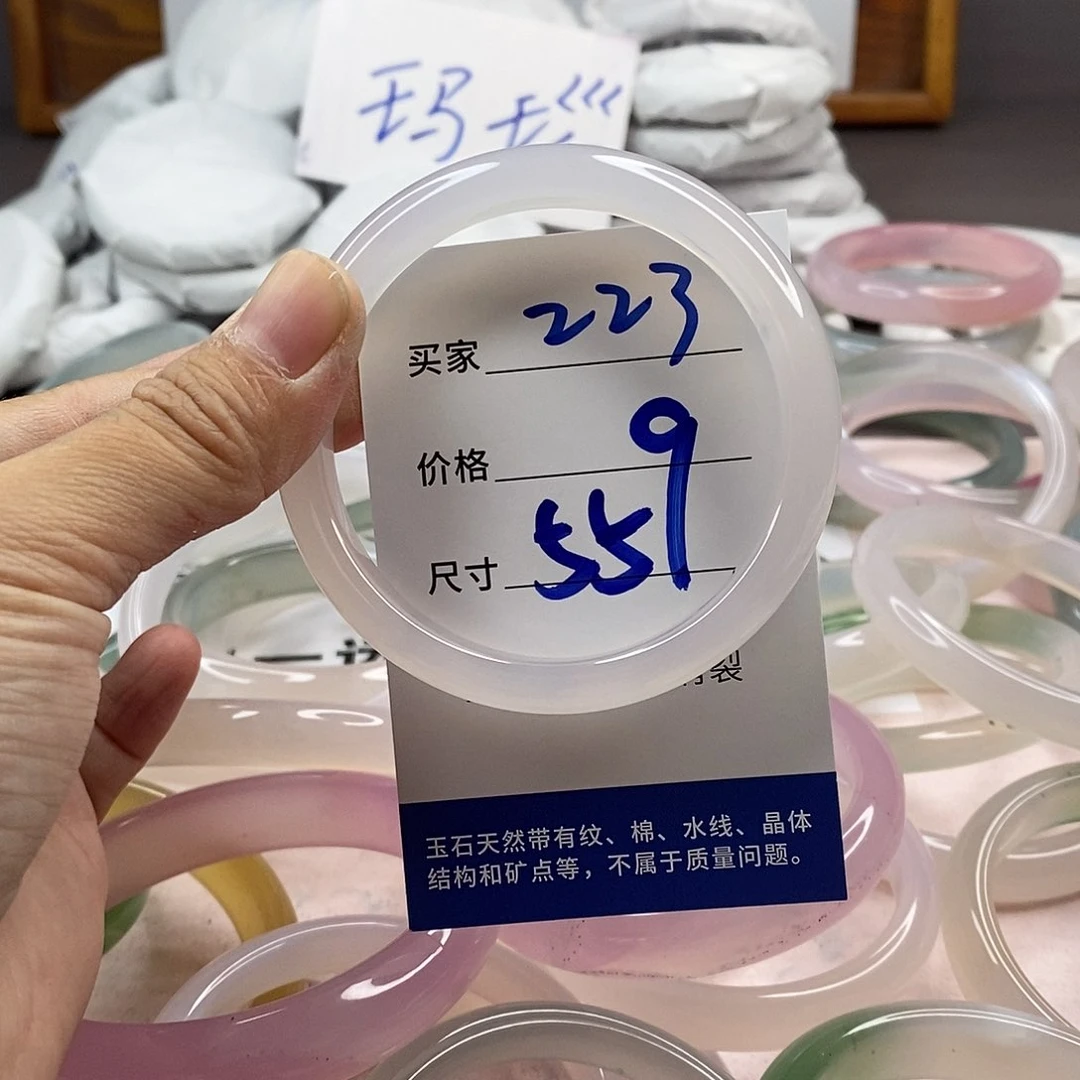 玛瑙
买家 223
价格 9
尺寸 55
制
玉石天然带有纹、棉、水线、晶体
结构和矿点等，不属于质量问题。